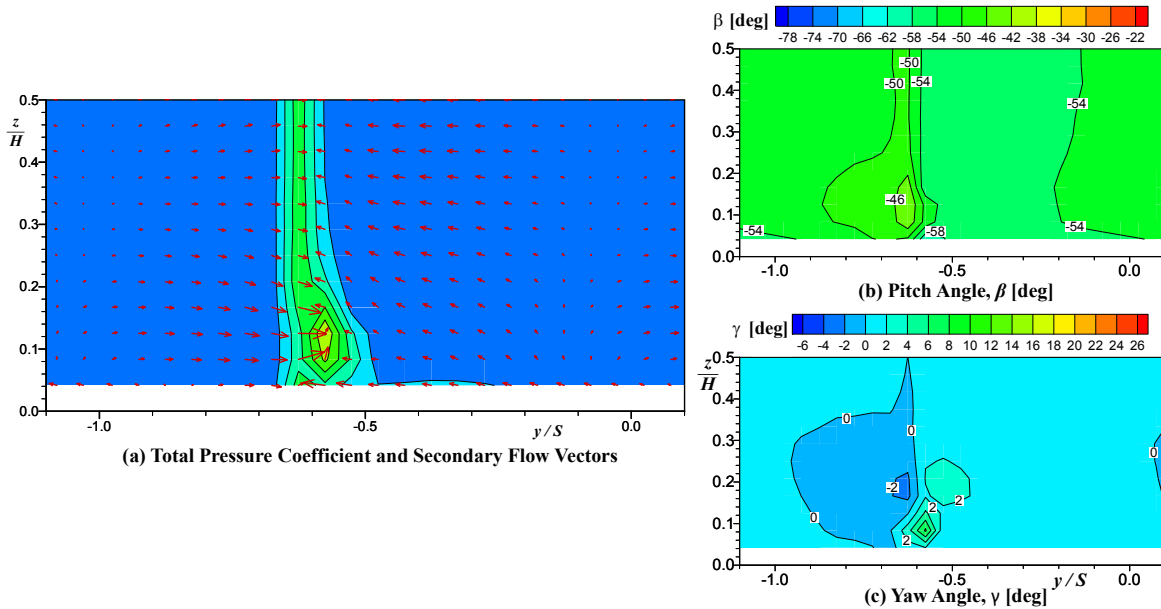 β [deg]
-78 -74 -70 -66 -62 -58 -54 -50 -46 -42 -38 -34 -30 -26 -22
0.5
0.4
0.3
0.2
0.1
0.0
-50
-50
-54
-54
-46
-58
-54
-54
-1.0 -0.5 0.0
(b) Pitch Angle, β [deg]
z/H
0.5
0.4
0.3
0.2
0.1
0.0
-1.0 -0.5 y/S 0.0
(a) Total Pressure Coefficient and Secondary Flow Vectors
γ [deg]
-6 -4 -2 0 2 4 6 8 10 12 14 16 18 20 22 24 26
z/H
0.5
0.4
0.3
0.2
0.1
0.0
0
0
0
-2
2
2
0
2
-1.0 -0.5 y/S 0.0
(c) Yaw Angle, γ [deg]